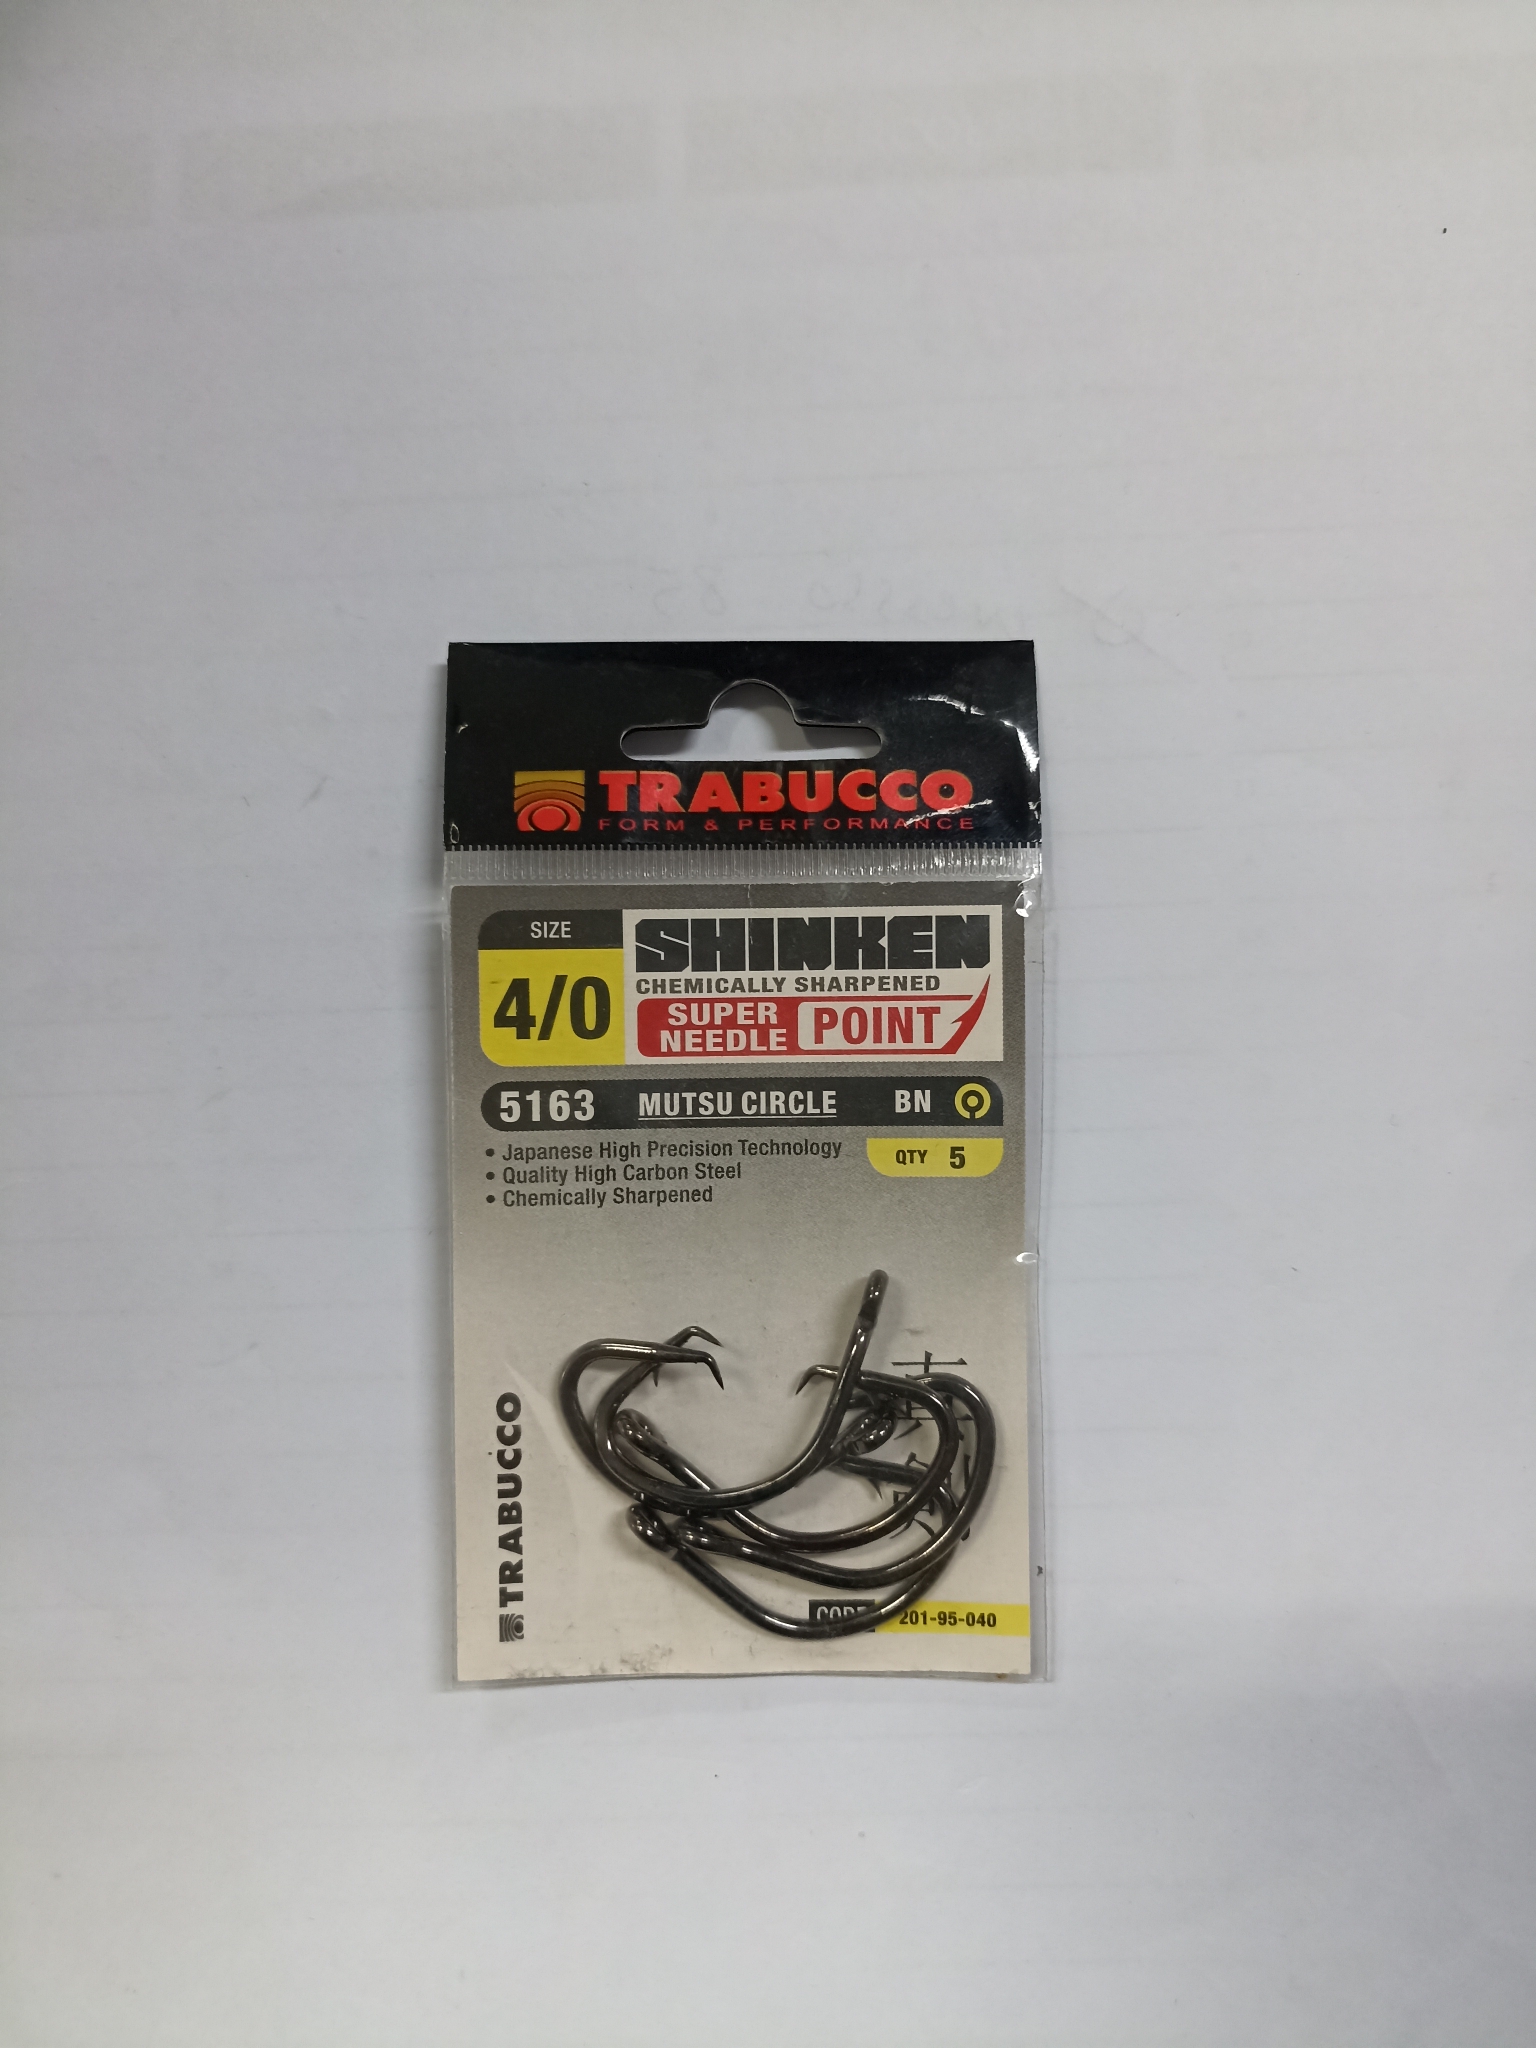 TRABUCCO
FORM & PERFORMANCE
SIZE
4/0
SHINKEN
CHEMICALLY SHARPENED
SUPER NEEDLE POINT
5163 MUTSU CIRCLE BN
• Japanese High Precision Technology
• Quality High Carbon Steel
• Chemically Sharpened
QTY 5
TRABUCCO
CODE 201-95-040